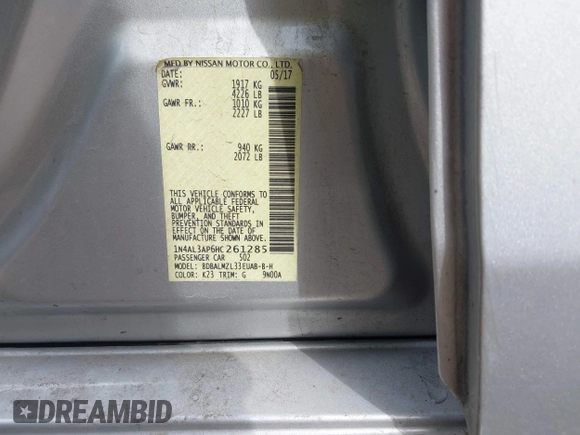 MFD BY NISSAN MOTOR CO., LTD.
DATE: 05/17
GVWR: 1917 KG
4226 LB
GAWR FR.: 1010 KG
2227 LB
GAWR RR.: 940 KG
2072 LB
THIS VEHICLE CONFORMS TO
ALL APPLICABLE FEDERAL
MOTOR VEHICLE SAFETY,
BUMPER, AND THEFT
PREVENTION STANDARDS IN
EFFECT ON THE DATE OF
MANUFACTURE SHOWN ABOVE.
1N4AL3AP6HC261285
PASSENGER CAR 502
MODEL: BDBALMZL33EUAB-B-H
COLOR: K23 TRIM: G 9N00A
DREAMBID